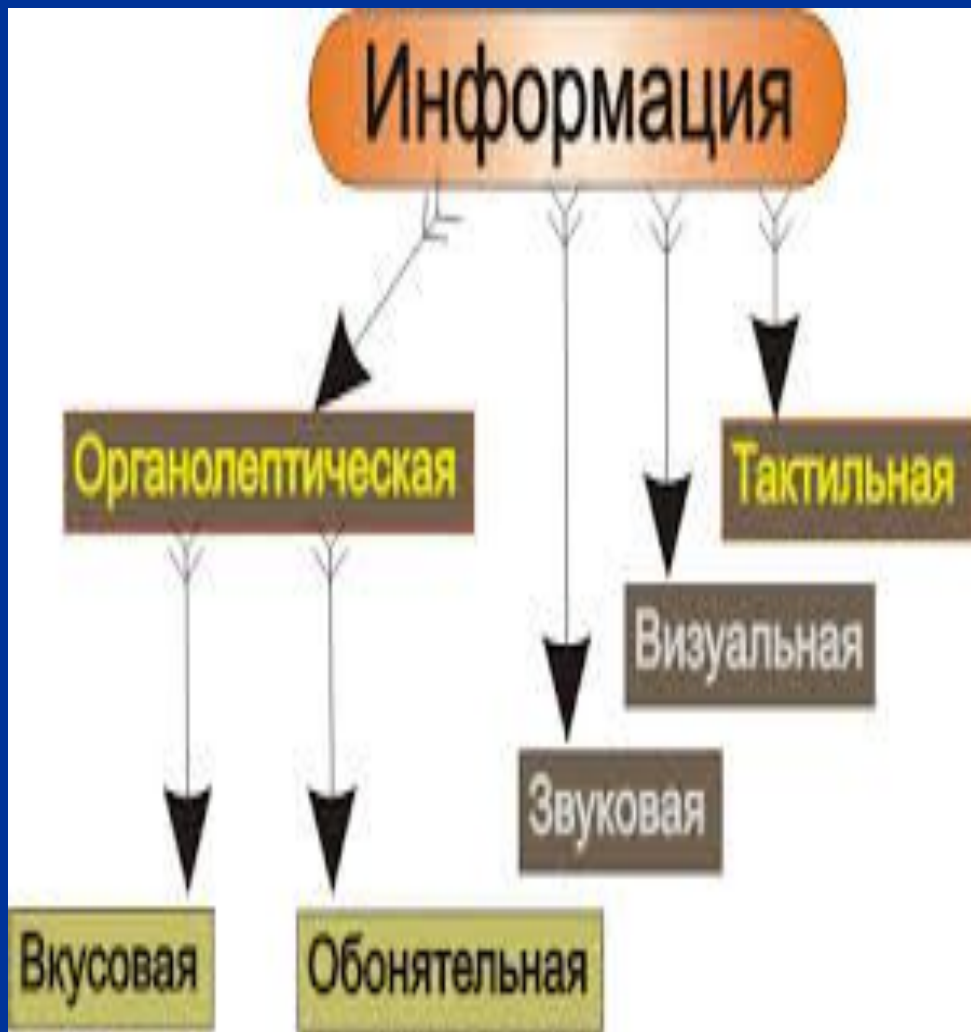 Информация
Органолептическая
Тактильная
Визуальная
Звуковая
Вкусовая
Обонятельная